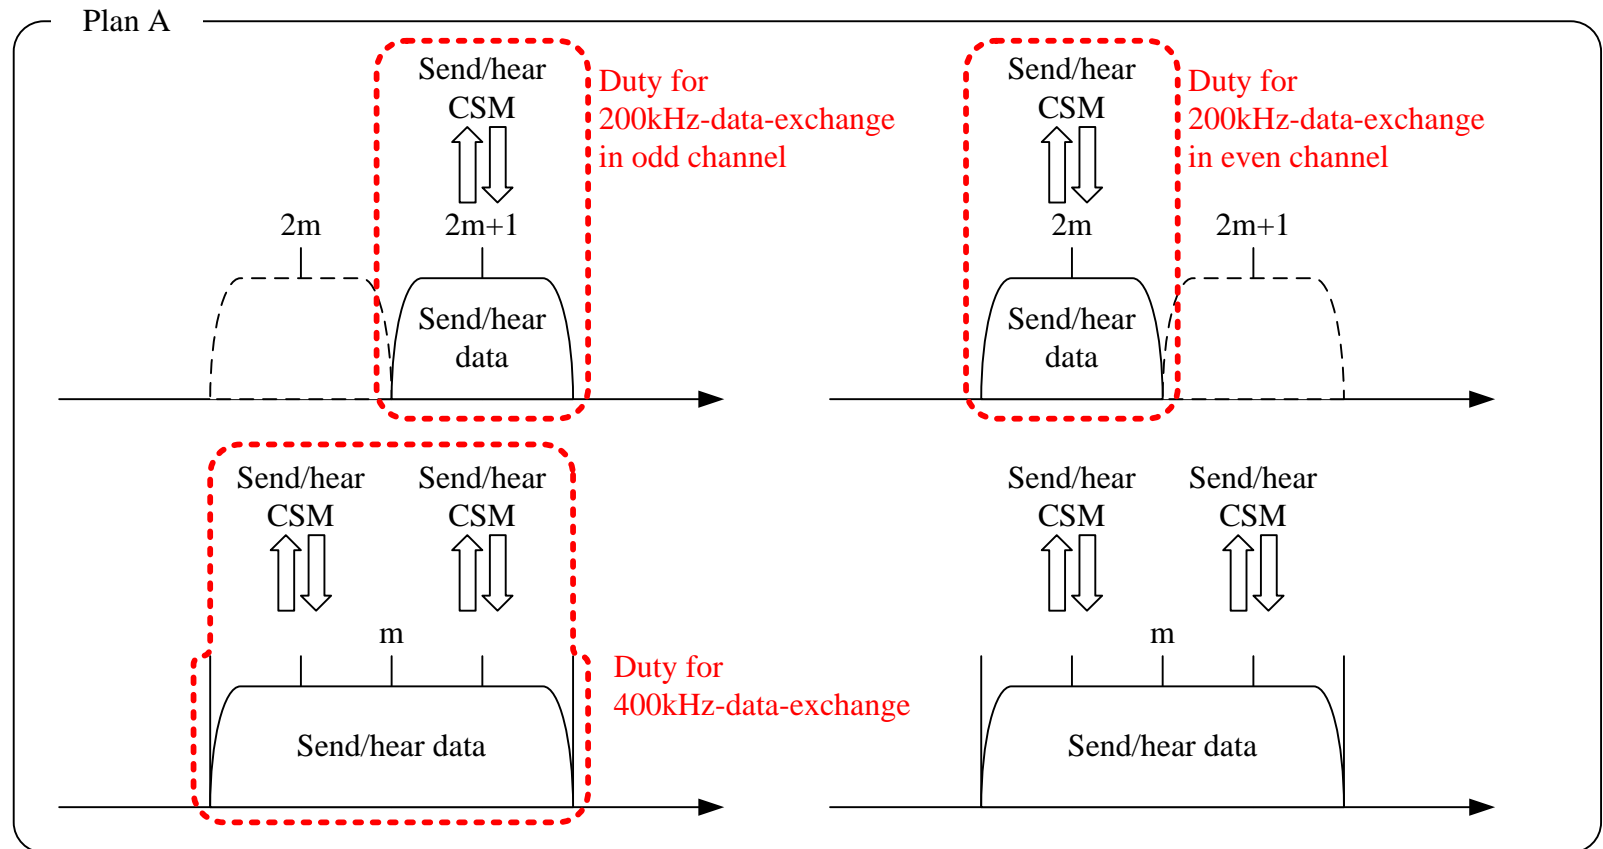 Plan A
Send/hear
CSM
Duty for
200kHz-data-exchange
in odd channel
2m
2m+1
Send/hear
data
Send/hear
CSM
Duty for
200kHz-data-exchange
in even channel
2m
2m+1
Send/hear
data
Send/hear
CSM
Send/hear
CSM
m
Duty for
400kHz-data-exchange
Send/hear data
Send/hear
CSM
Send/hear
CSM
m
Send/hear data